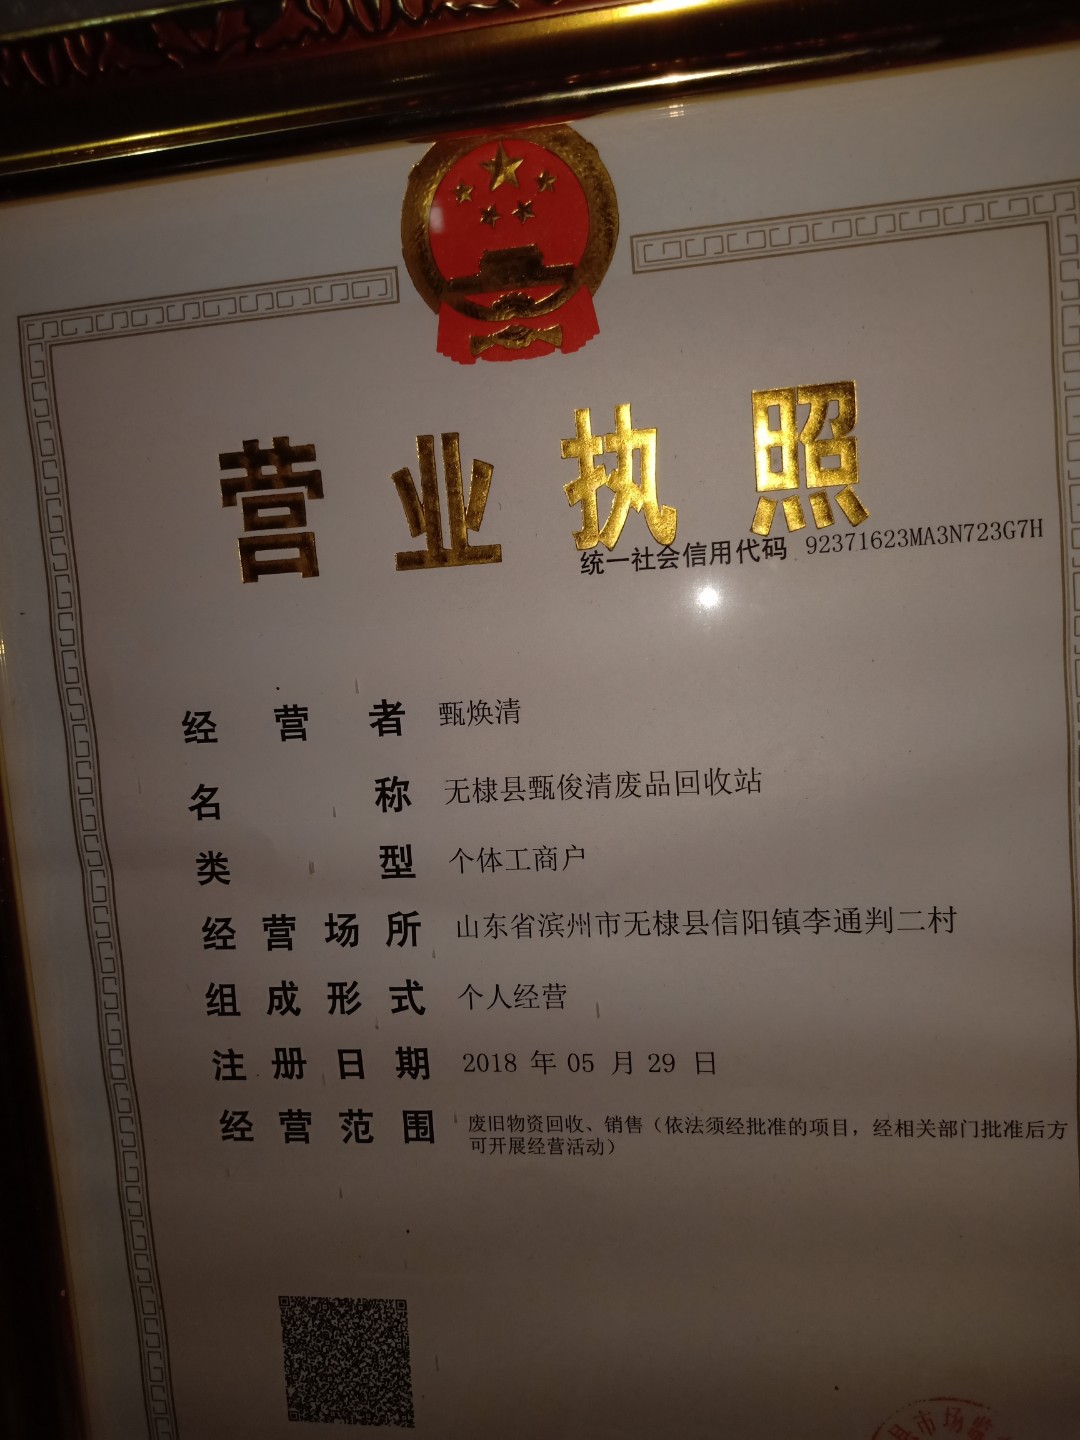 营业执照
统一社会信用代码 92371623MA3N723G7H
经营者 甄焕清
名称 无棣县甄俊清废品回收站
类型 个体工商户
经营场所 山东省滨州市无棣县信阳镇李通判二村
组成形式 个人经营
注册日期 2018 年 05 月 29 日
经营范围 废旧物资回收、销售（依法须经批准的项目，经相关部门批准后方
可开展经营活动）
县市场监